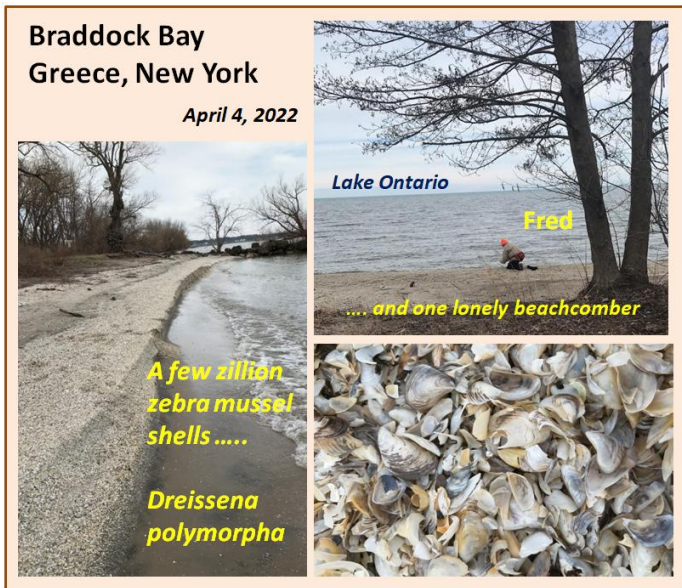 Braddock Bay
Greece, New York
April 4, 2022
Lake Ontario
Fred
.... and one lonely beachcomber
A few zillion
zebra mussel
shells .....
Dreissena
polymorpha